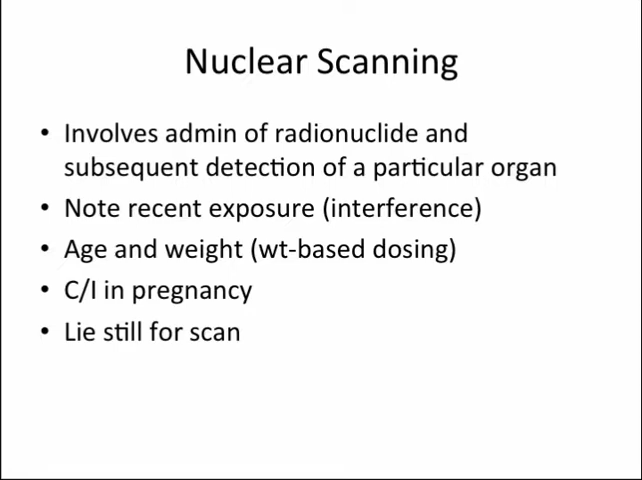 Nuclear Scanning
• Involves admin of radionuclide and
subsequent detection of a particular organ
• Note recent exposure (interference)
• Age and weight (wt-based dosing)
• C/I in pregnancy
• Lie still for scan